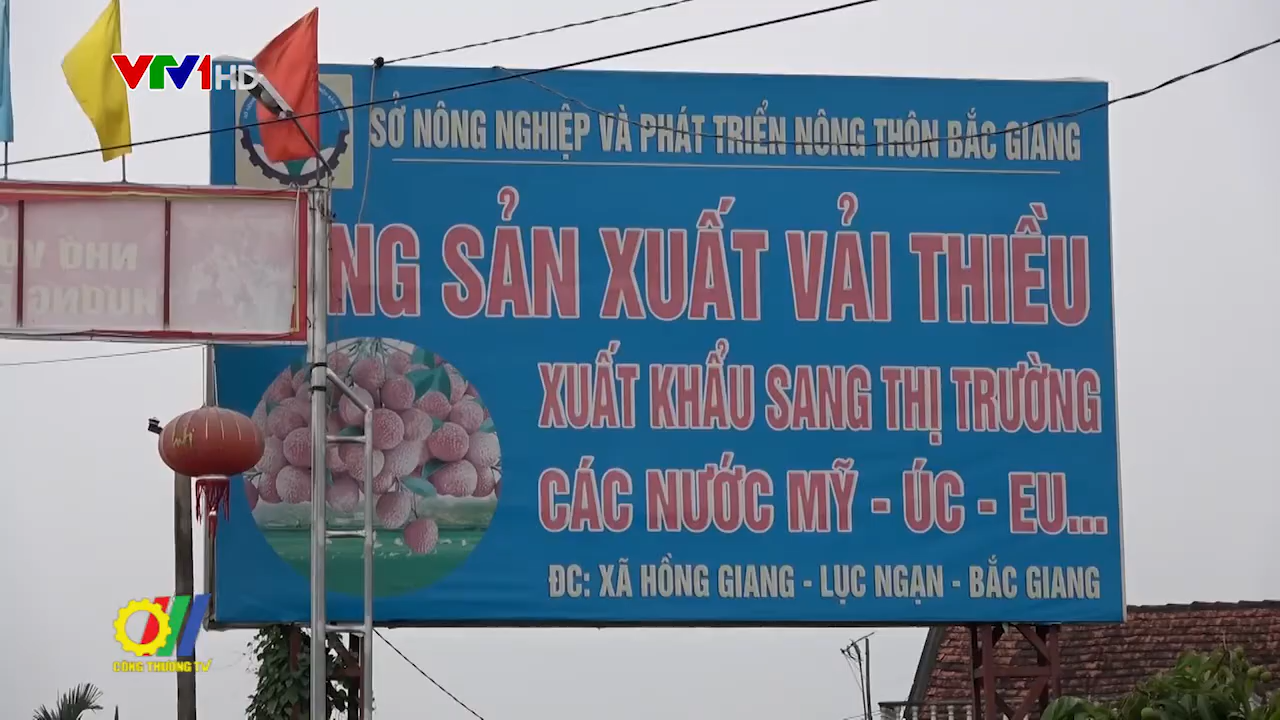 VTV1 HD
SỞ NÔNG NGHIỆP VÀ PHÁT TRIỂN NÔNG THÔN BẮC GIANG
NG SẢN XUẤT VẢI THIỀU
XUẤT KHẨU SANG THỊ TRƯỜNG
CÁC NƯỚC MỸ - ÚC - EU...
ĐC: XÃ HỒNG GIANG - LỤC NGẠN - BẮC GIANG
NHỚ
CÔNG THƯƠNG TV